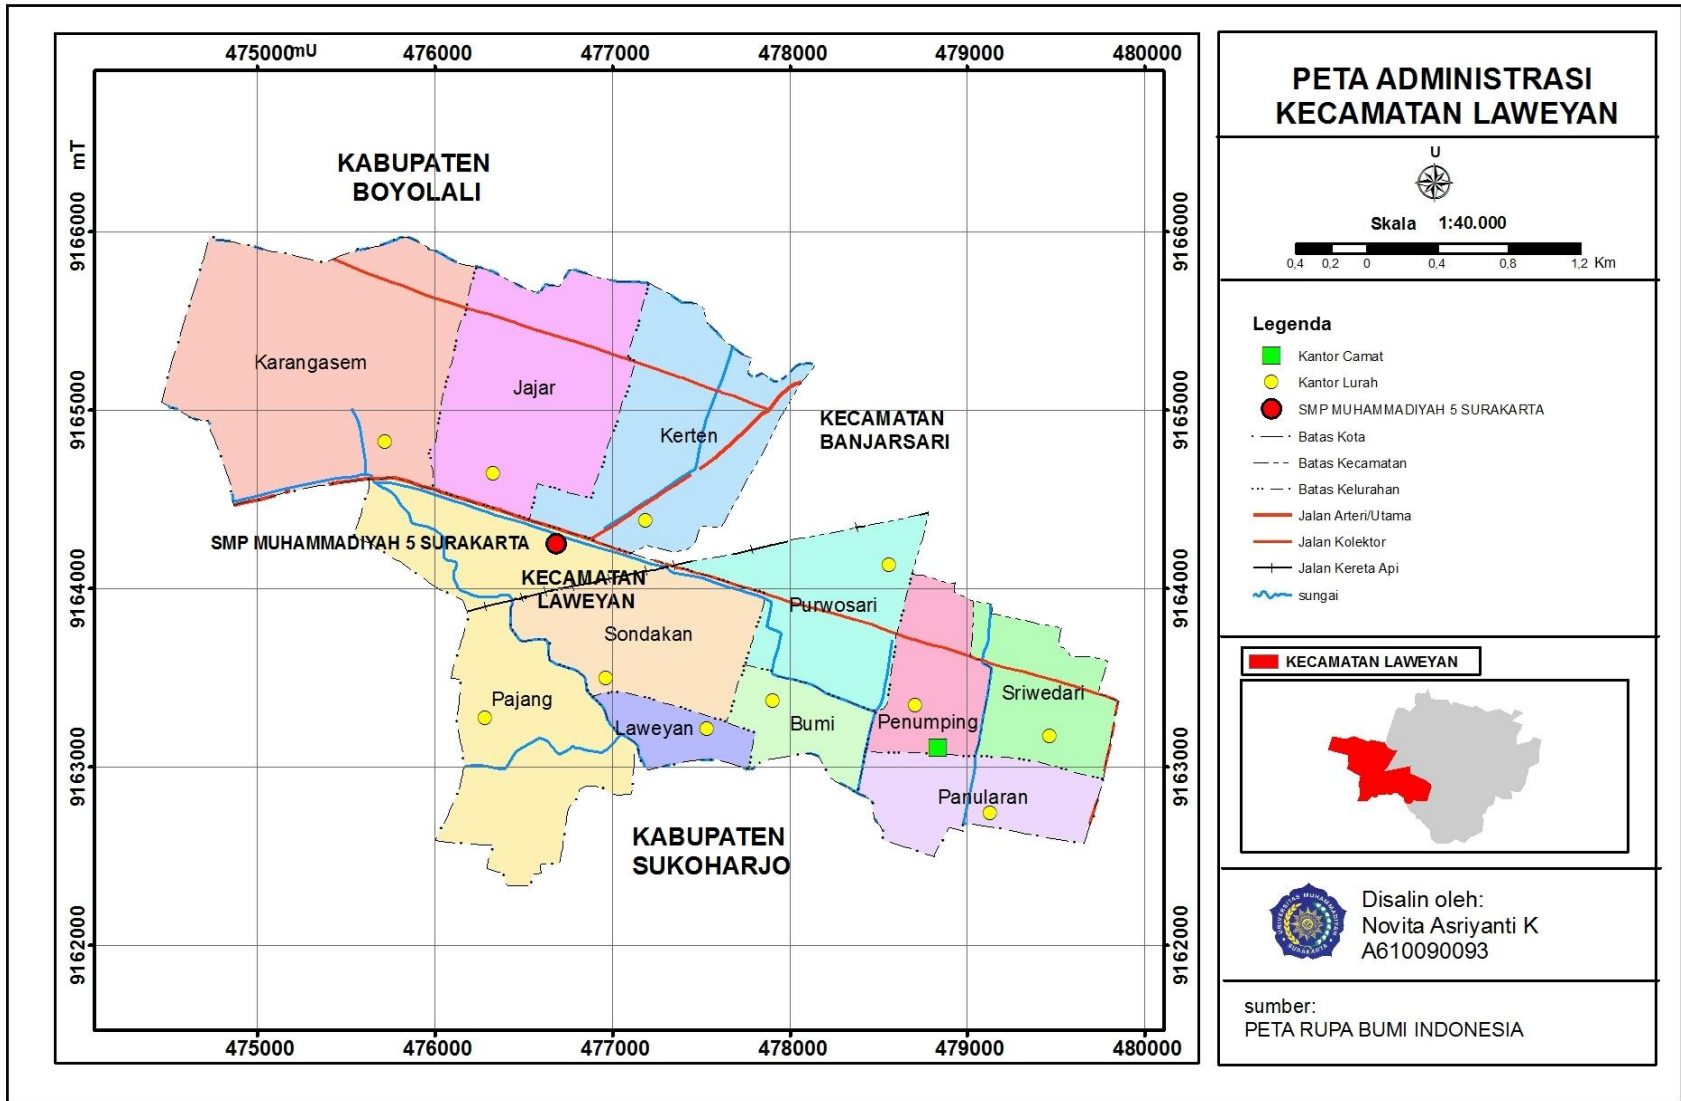 475000mU 476000 477000 478000 479000 480000
mT
9166000
9165000
9164000
9163000
9162000
KABUPATEN
BOYOLALI
Karangasem
Jajar
Kerten
KECAMATAN
BANJARSARI
SMP MUHAMMADIYAH 5 SURAKARTA
KECAMATAN
LAWEYAN
Purwosari
Sondakan
Pajang
Laweyan
Bumi
Penumping
Sriwedari
Panularan
KABUPATEN
SUKOHARJO
9166000
9165000
9164000
9163000
9162000
475000 476000 477000 478000 479000 480000
PETA ADMINISTRASI
KECAMATAN LAWEYAN
U
Skala 1:40.000
0,4 0,2 0 0,4 0,8 1,2 Km
Legenda
Kantor Camat
Kantor Lurah
SMP MUHAMMADIYAH 5 SURAKARTA
Batas Kota
Batas Kecamatan
Batas Kelurahan
Jalan Arteri/Utama
Jalan Kolektor
Jalan Kereta Api
sungai
KECAMATAN LAWEYAN
UNIVERSITAS MUHAMMADIYAH
SURAKARTA
Disalin oleh:
Novita Asriyanti K
A610090093
sumber:
PETA RUPA BUMI INDONESIA